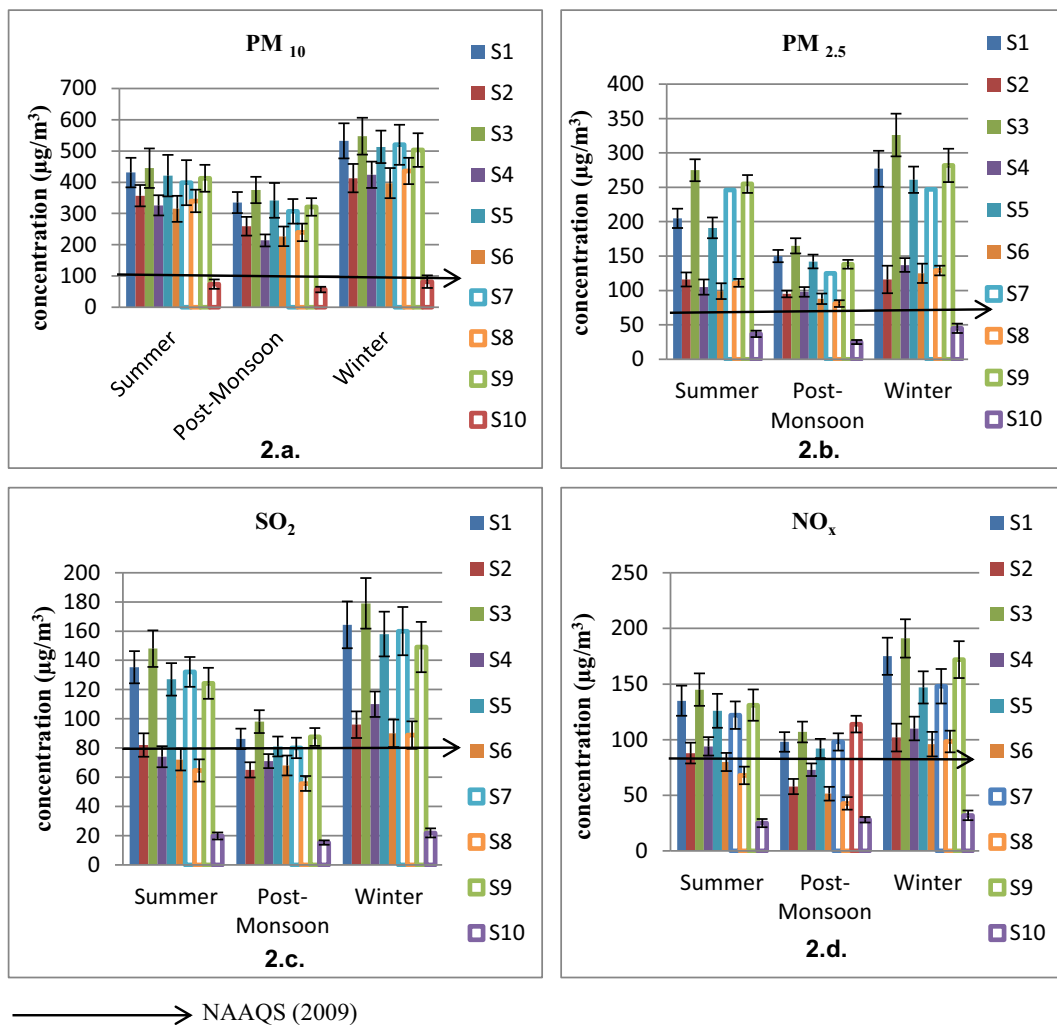 PM 10
concentration (µg/m³)
700
600
500
400
300
200
100
0
Summer
Post-Monsoon
Winter
S1
S2
S3
S4
S5
S6
S7
S8
S9
S10
2.a.
PM 2.5
concentration (µg/m³)
400
350
300
250
200
150
100
50
0
Summer
Post-
Monsoon
Winter
S1
S2
S3
S4
S5
S6
S7
S8
S9
S10
2.b.
SO₂
concentration (µg/m³)
200
180
160
140
120
100
80
60
40
20
0
Summer
Post-
Monsoon
Winter
S1
S2
S3
S4
S5
S6
S7
S8
S9
S10
2.c.
NOₓ
concentration (µg/m³)
250
200
150
100
50
0
Summer
Post-
Monsoon
Winter
S1
S2
S3
S4
S5
S6
S7
S8
S9
S10
2.d.
NAAQS (2009)